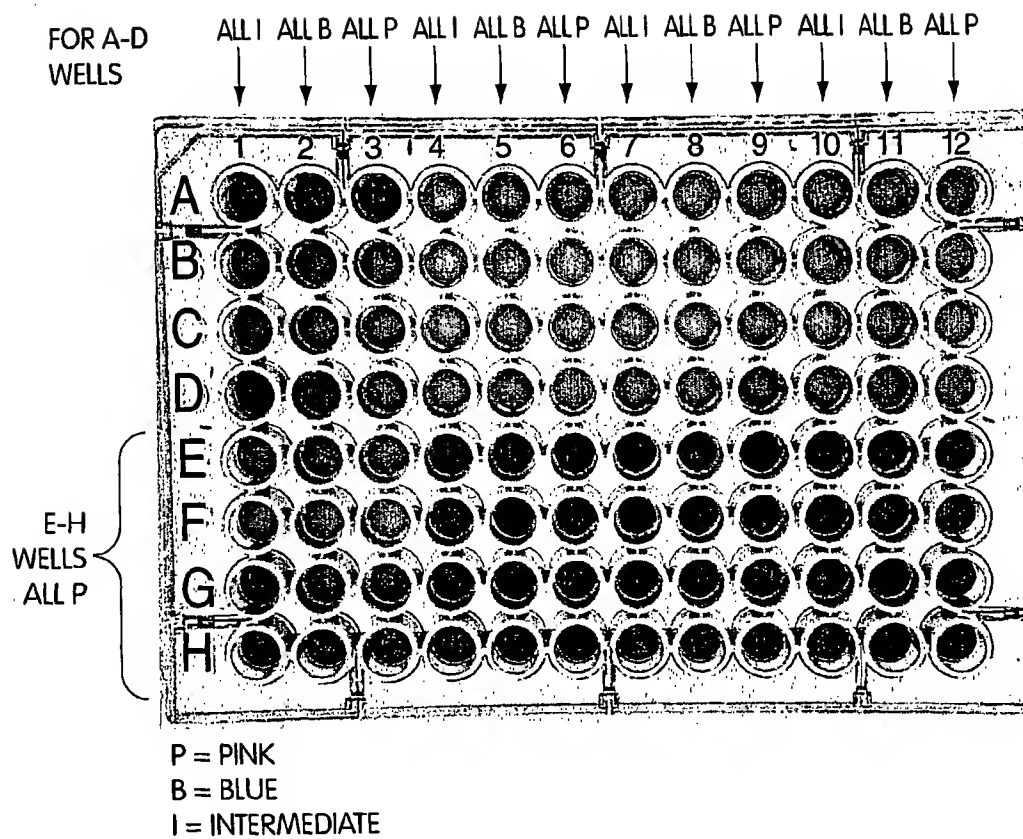 FOR A-D
WELLS
ALL I ALL B ALL P ALL I ALL B ALL P ALL I ALL B ALL P ALL I ALL B ALL P
1 2 3 4 5 6 7 8 9 10 11 12
A
B
C
D
E
F
G
H
E-H
WELLS
ALL P
P = PINK
B = BLUE
I = INTERMEDIATE